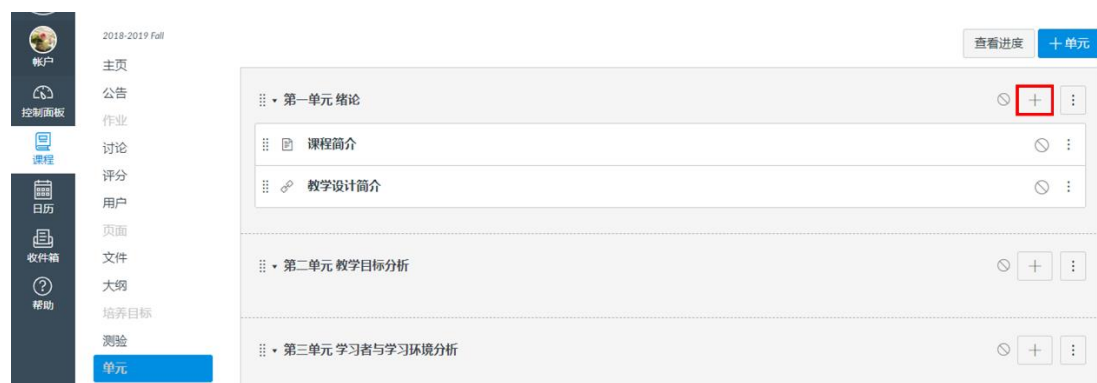 帐户
控制面板
课程
日历
收件箱
帮助
2018-2019 Fall
主页
公告
作业
讨论
评分
用户
页面
文件
大纲
培养目标
测验
单元
查看进度
＋单元
第一单元 绪论
课程简介
教学设计简介
第二单元 教学目标分析
第三单元 学习者与学习环境分析